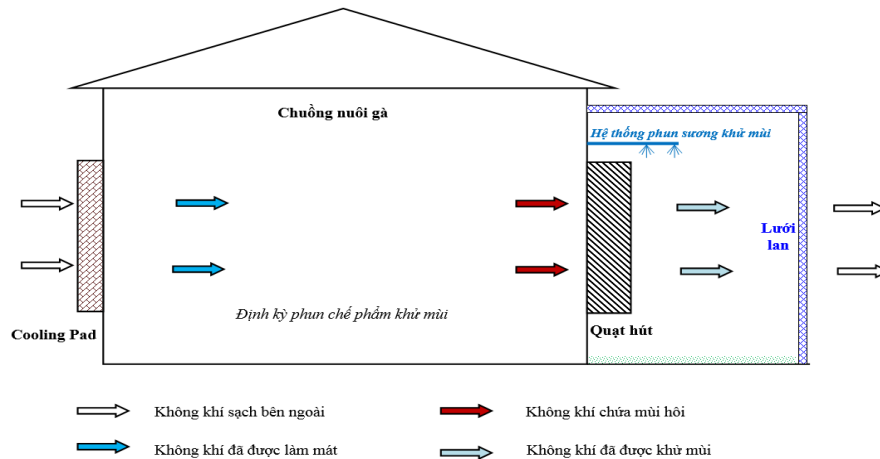 Chuồng nuôi gà
Hệ thống phun sương khử mùi
Lưới
lan
Định kỳ phun chế phẩm khử mùi
Cooling Pad
Quạt hút
Không khí sạch bên ngoài
Không khí chứa mùi hôi
Không khí đã được làm mát
Không khí đã được khử mùi